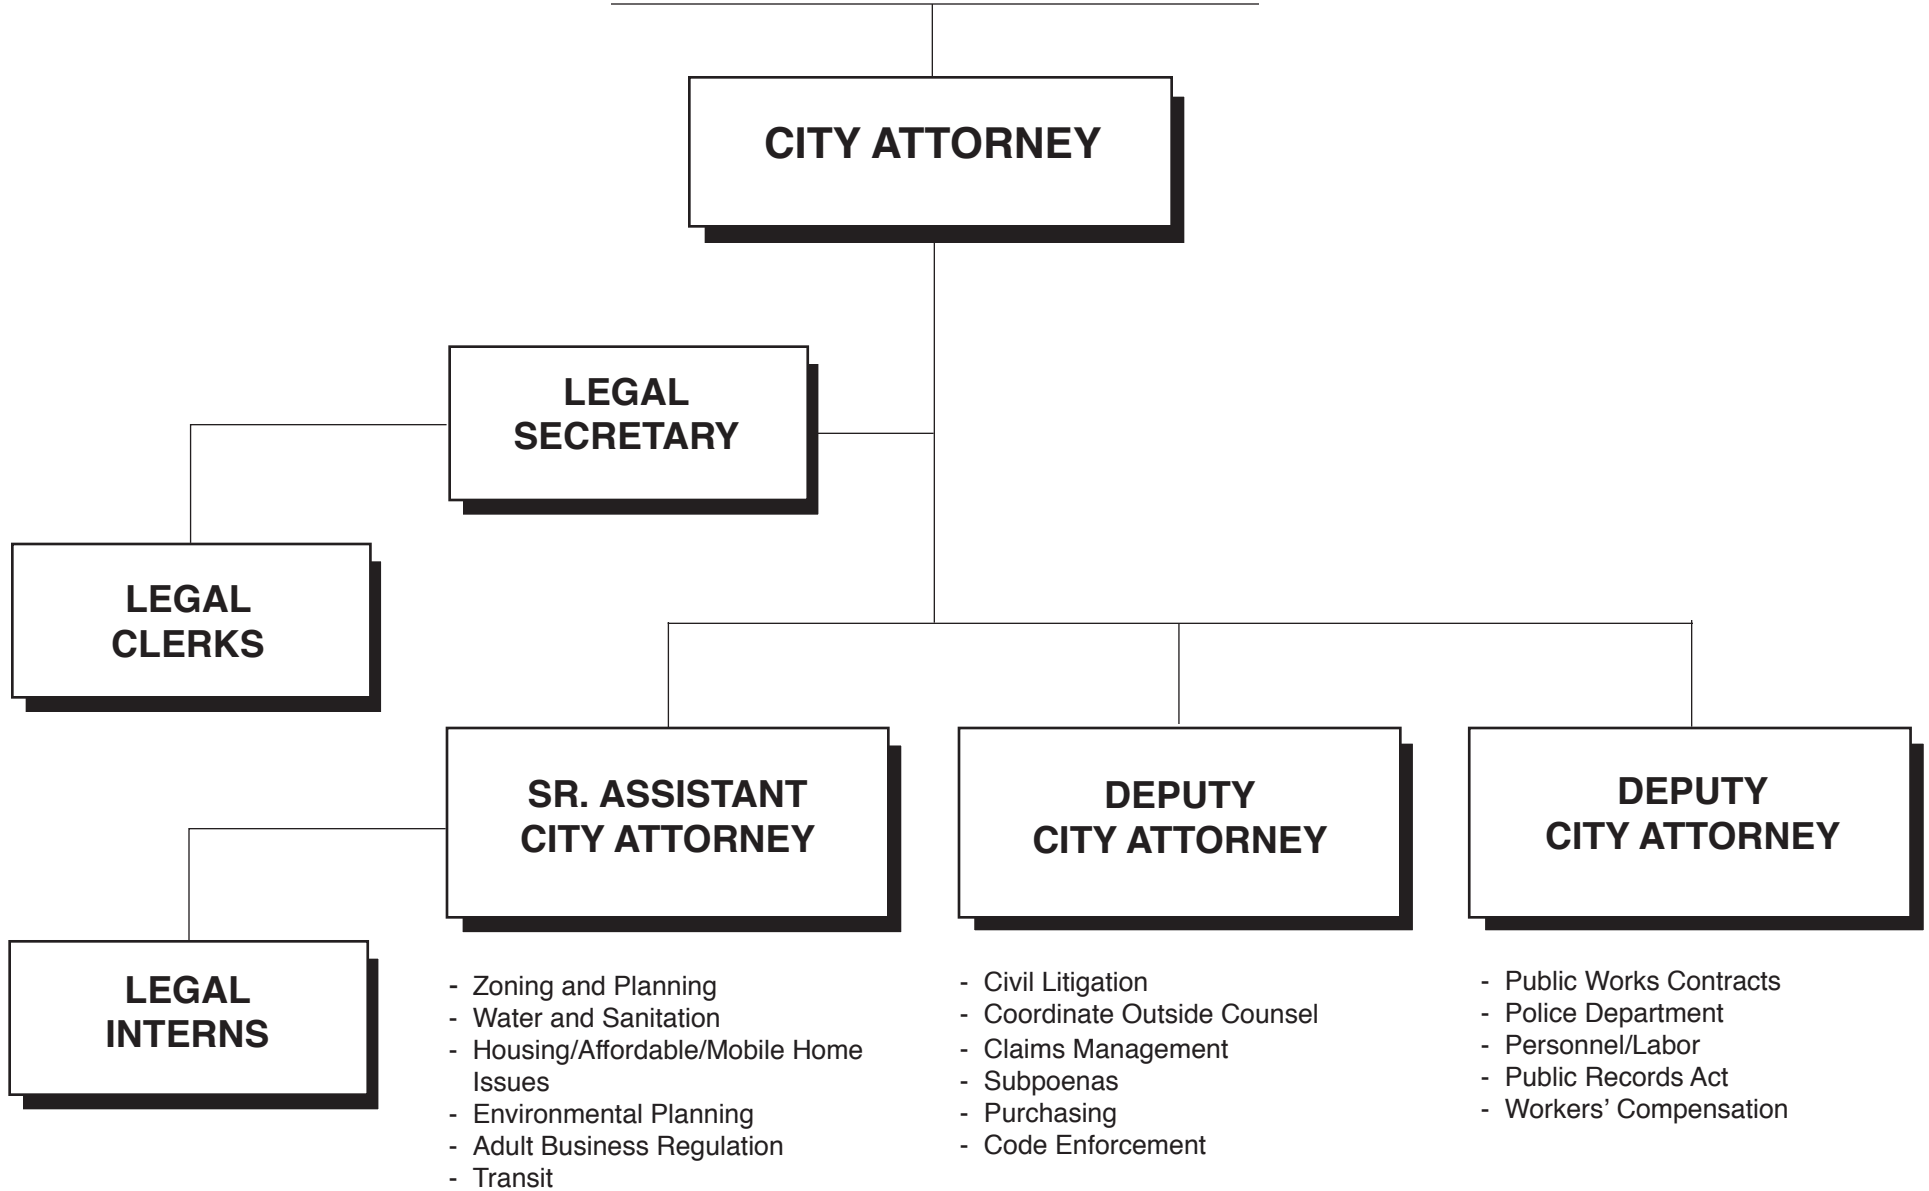 CITY ATTORNEY
LEGAL
SECRETARY
LEGAL
CLERKS
SR. ASSISTANT
CITY ATTORNEY
DEPUTY
CITY ATTORNEY
DEPUTY
CITY ATTORNEY
LEGAL
INTERNS
- Zoning and Planning
- Water and Sanitation
- Housing/Affordable/Mobile Home
Issues
- Environmental Planning
- Adult Business Regulation
- Transit
- Civil Litigation
- Coordinate Outside Counsel
- Claims Management
- Subpoenas
- Purchasing
- Code Enforcement
- Public Works Contracts
- Police Department
- Personnel/Labor
- Public Records Act
- Workers’ Compensation